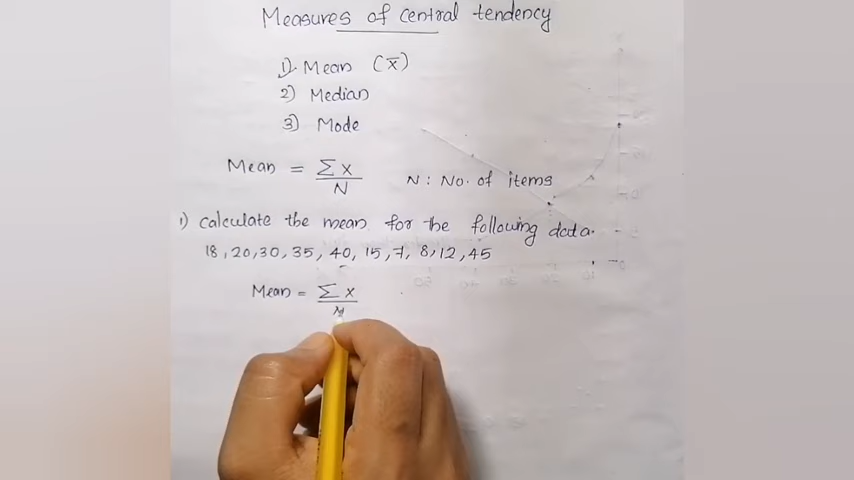 Measures of central tendency
1) Mean (x̄)
2) Median
3) Mode
Mean = Σx / N   N : No. of items
1) calculate the mean for the following data.
18, 20, 30, 35, 40, 15, 7, 8, 12, 45
Mean = Σx / N